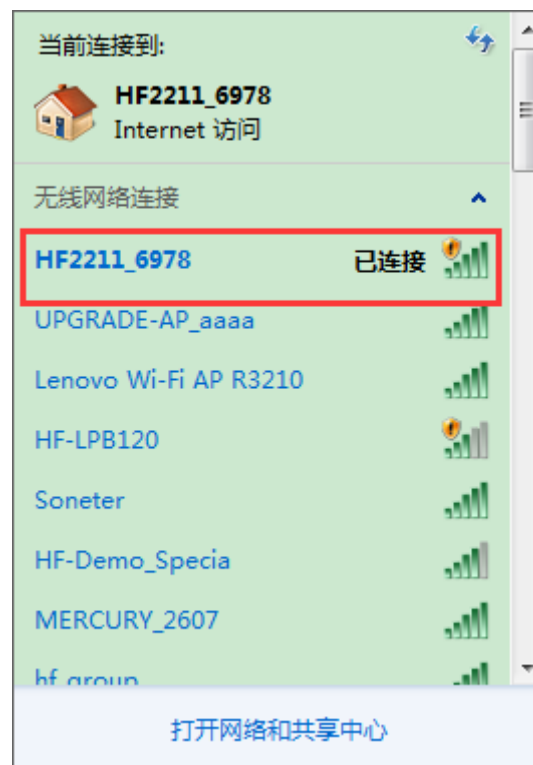 当前连接到:
HF2211_6978
Internet 访问
无线网络连接
HF2211_6978 已连接
UPGRADE-AP_aaaa
Lenovo Wi-Fi AP R3210
HF-LPB120
Soneter
HF-Demo_Specia
MERCURY_2607
hf group
打开网络和共享中心